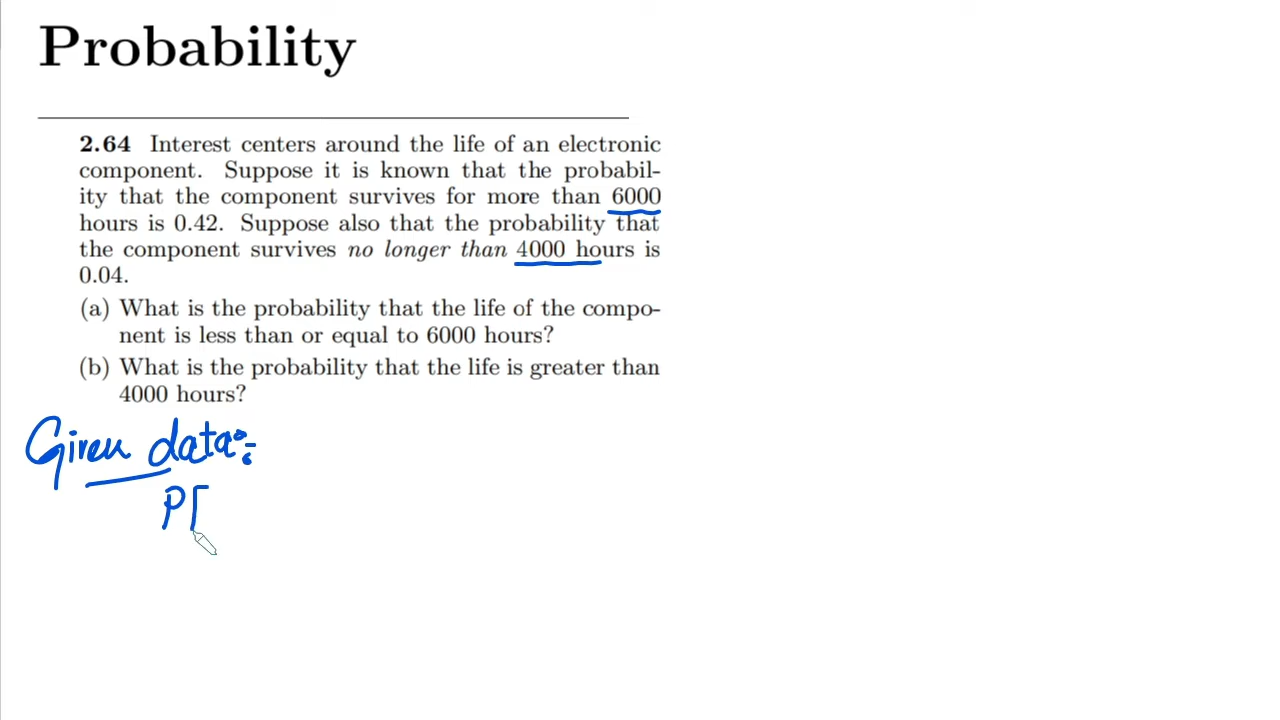 Probability
2.64 Interest centers around the life of an electronic
component. Suppose it is known that the probabil-
ity that the component survives for more than 6000
hours is 0.42. Suppose also that the probability that
the component survives no longer than 4000 hours is
0.04.
(a) What is the probability that the life of the compo-
nent is less than or equal to 6000 hours?
(b) What is the probability that the life is greater than
4000 hours?
Given data:
P[